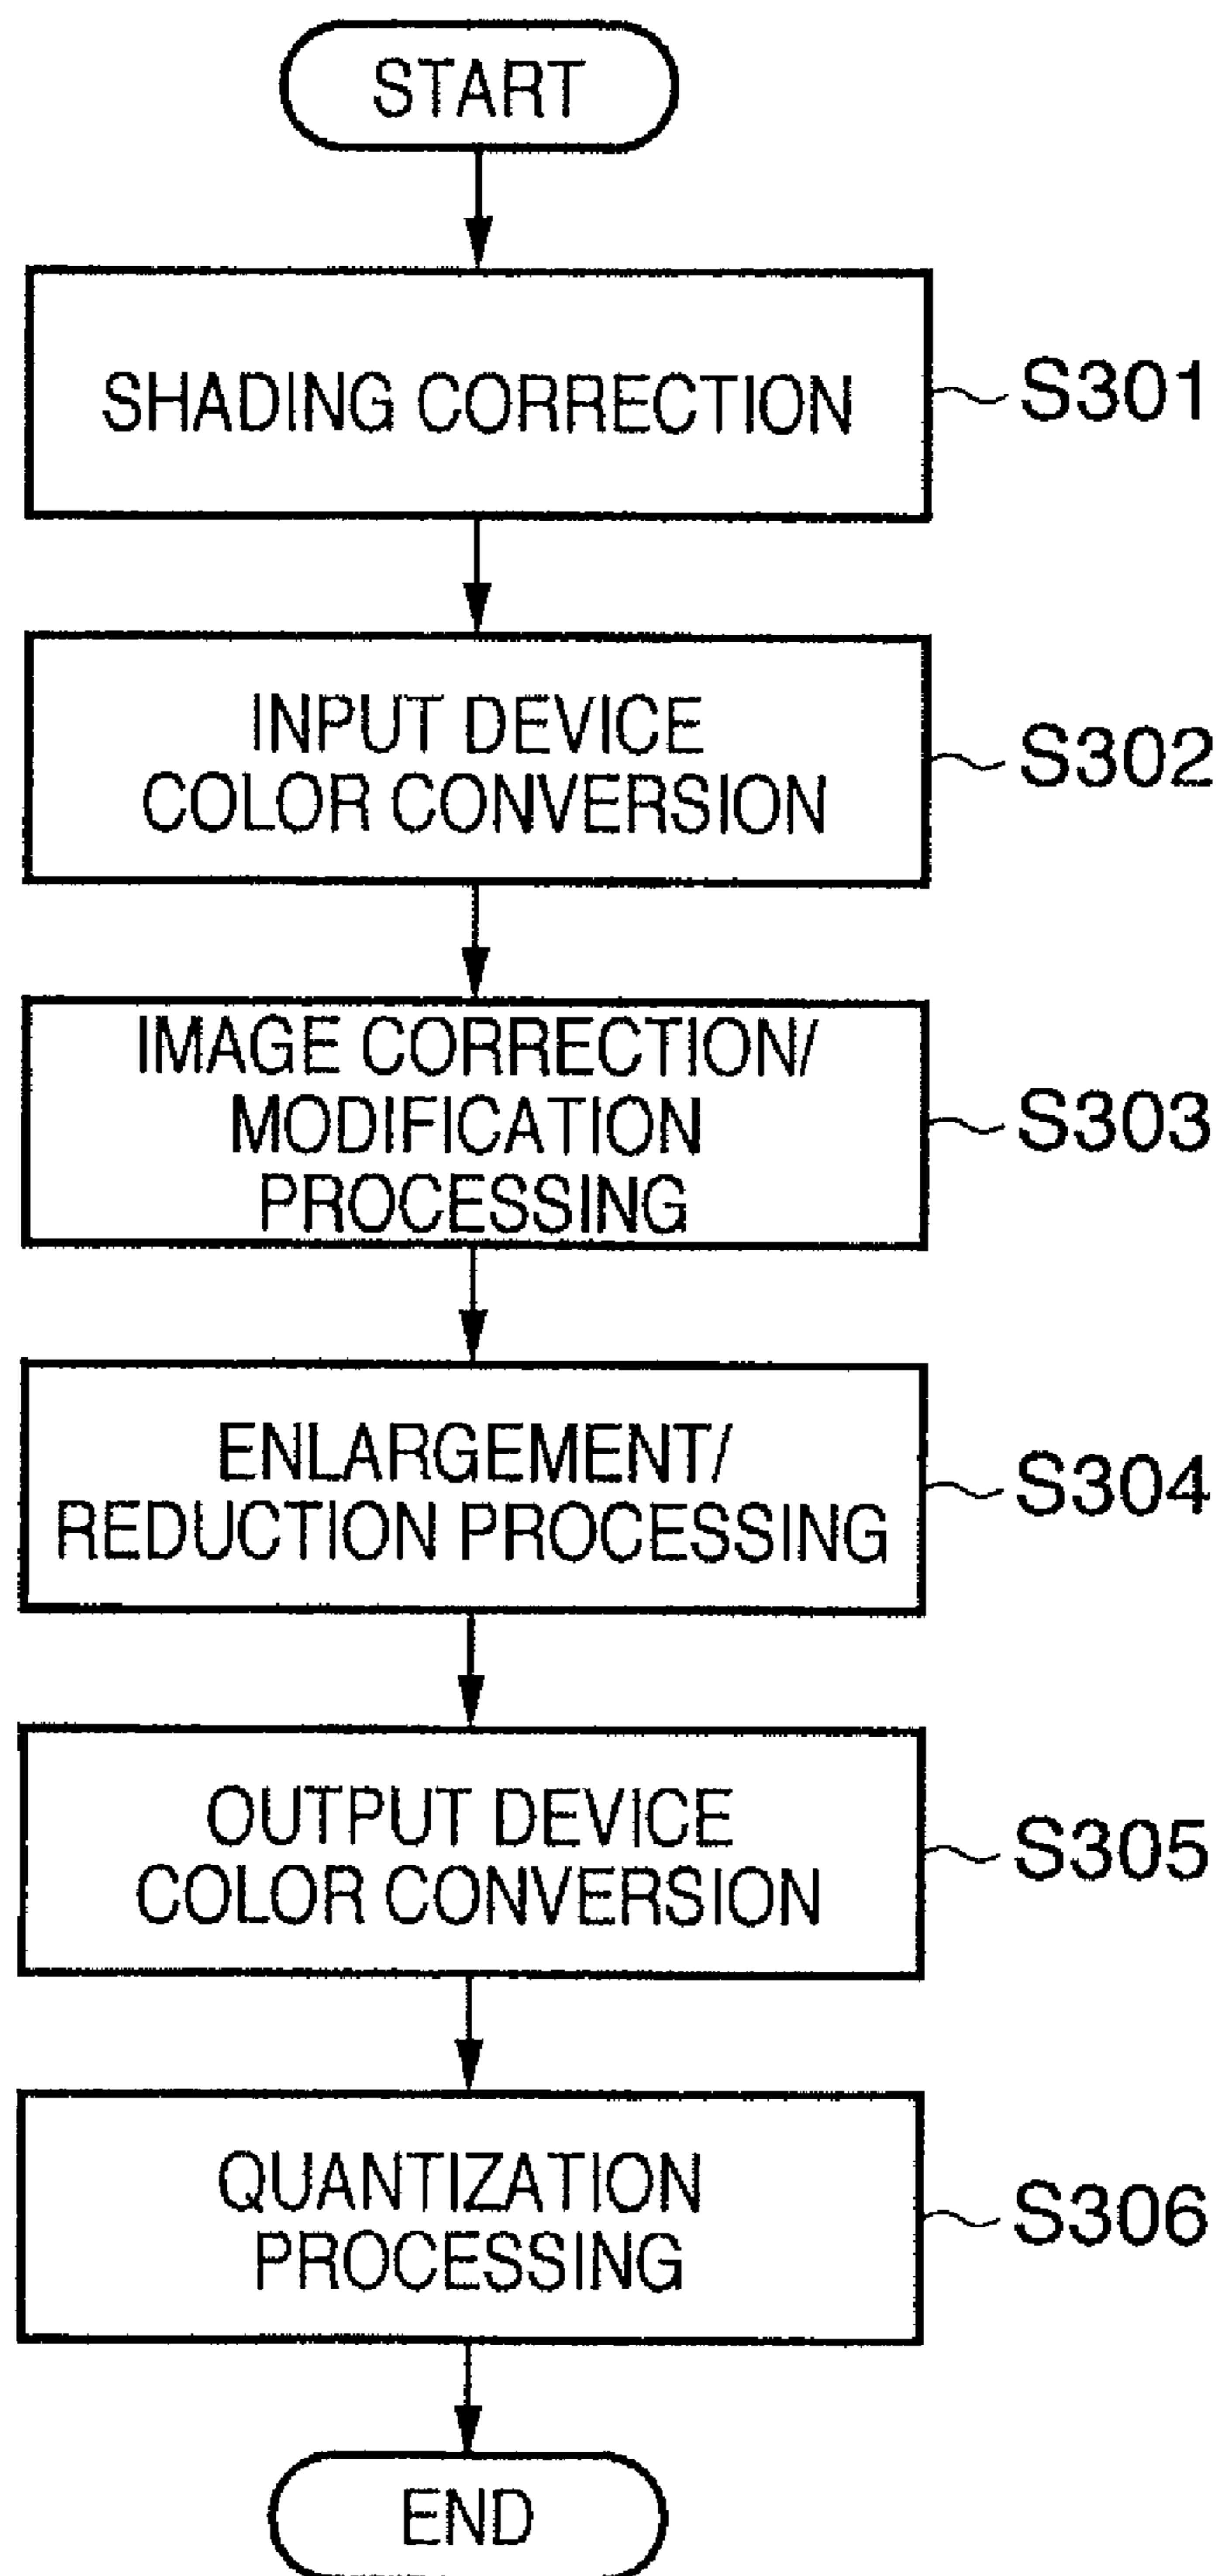 START
SHADING CORRECTION
S301
INPUT DEVICE
COLOR CONVERSION
S302
IMAGE CORRECTION/
MODIFICATION
PROCESSING
S303
ENLARGEMENT/
REDUCTION PROCESSING
S304
OUTPUT DEVICE
COLOR CONVERSION
S305
QUANTIZATION
PROCESSING
S306
END